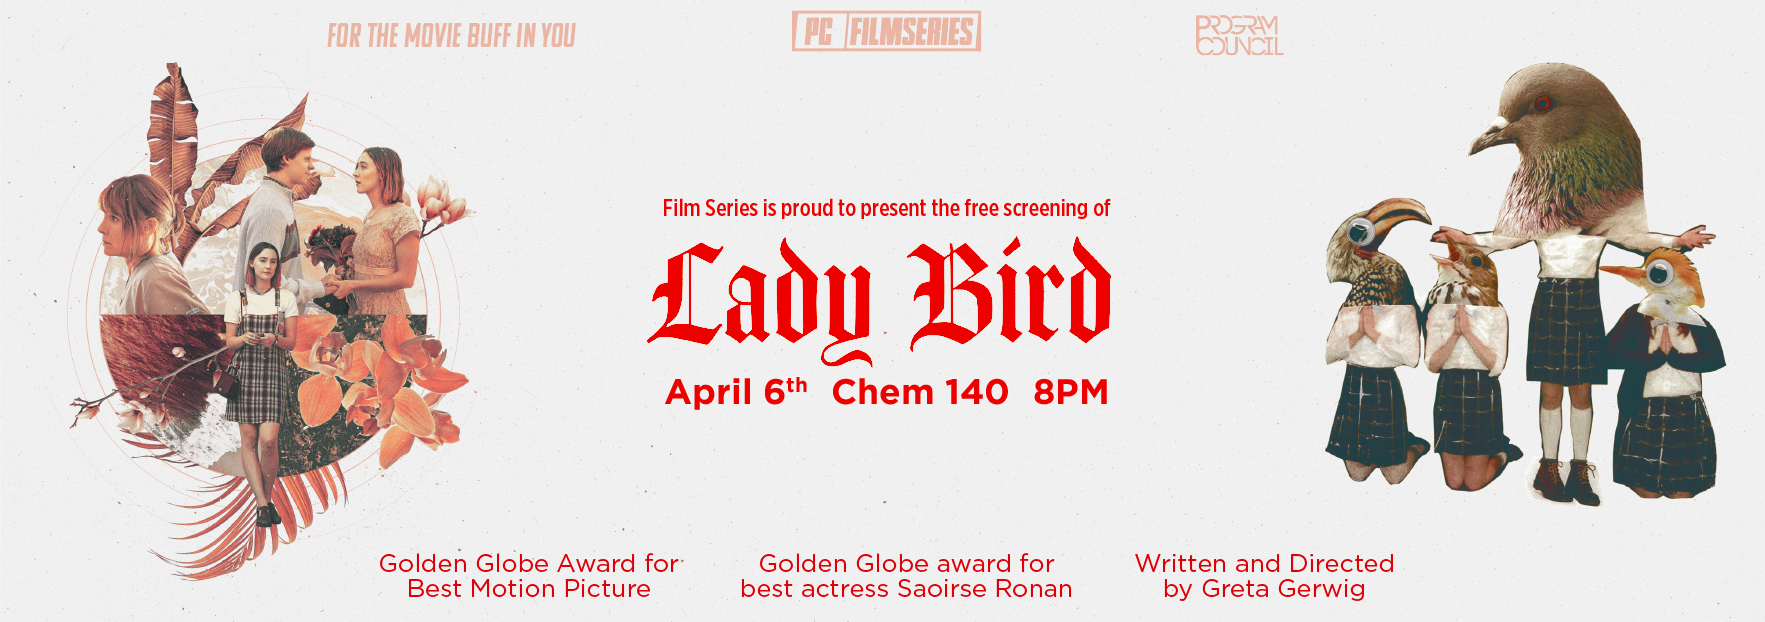 FOR THE MOVIE BUFF IN YOU
PC FILMSERIES
PROGRAM
COUNCIL
Film Series is proud to present the free screening of
Lady Bird
April 6th Chem 140 8PM
Golden Globe Award for
Best Motion Picture
Golden Globe award for
best actress Saoirse Ronan
Written and Directed
by Greta Gerwig